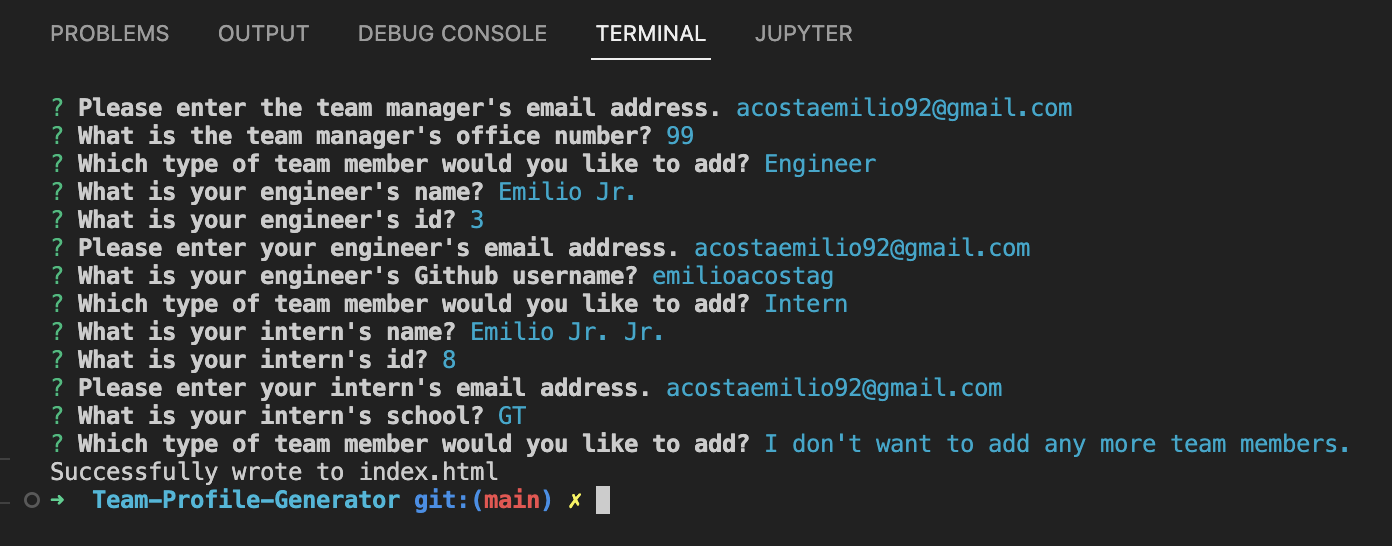 PROBLEMS OUTPUT DEBUG CONSOLE TERMINAL JUPYTER
? Please enter the team manager's email address. acostaemilio92@gmail.com
? What is the team manager's office number? 99
? Which type of team member would you like to add? Engineer
? What is your engineer's name? Emilio Jr.
? What is your engineer's id? 3
? Please enter your engineer's email address. acostaemilio92@gmail.com
? What is your engineer's Github username? emilioacostag
? Which type of team member would you like to add? Intern
? What is your intern's name? Emilio Jr. Jr.
? What is your intern's id? 8
? Please enter your intern's email address. acostaemilio92@gmail.com
? What is your intern's school? GT
? Which type of team member would you like to add? I don't want to add any more team members.
Successfully wrote to index.html
➜ Team-Profile-Generator git:(main) ✗